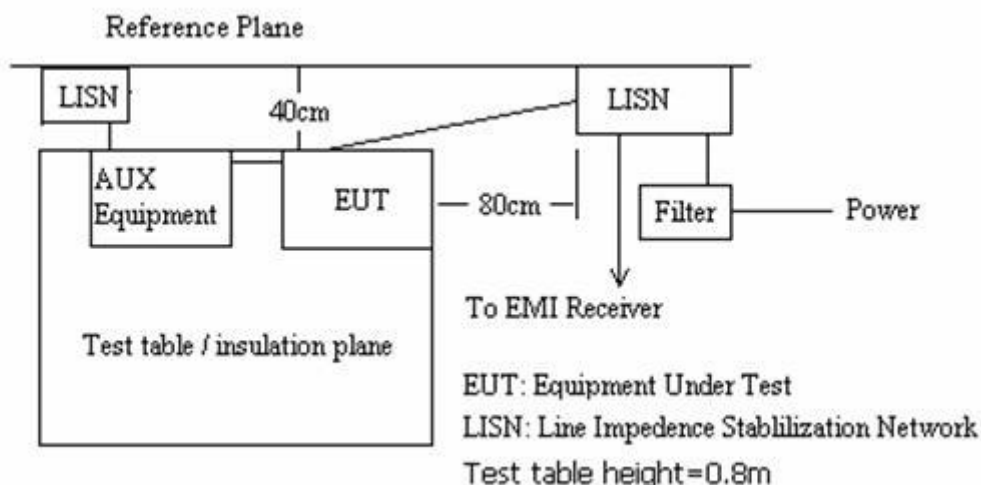 Reference Plane
LISN
40cm
LISN
AUX
Equipment
EUT
80cm
Filter
Power
To EMI Receiver
Test table / insulation plane
EUT: Equipment Under Test
LISN: Line Impedence Stablilization Network
Test table height=0.8m